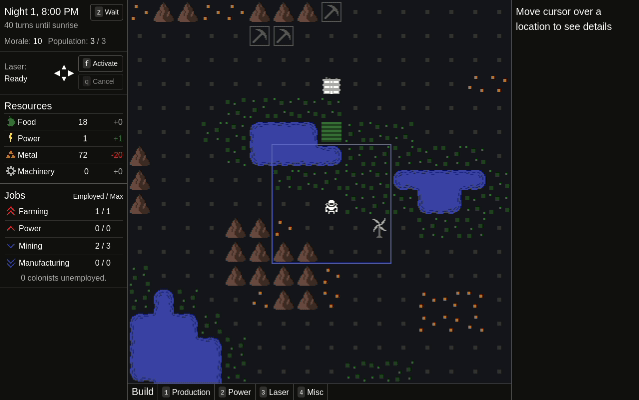 Night 1, 8:00 PM
z Wait
40 turns until sunrise
Morale: 10 Population: 3 / 3
Laser:
Ready
f Activate
c Cancel
Resources
Food 18 +0
Power 1 +1
Metal 72 -20
Machinery 0 +0
Jobs Employed / Max
Farming 1 / 1
Power 0 / 0
Mining 2 / 3
Manufacturing 0 / 0
0 colonists unemployed.
Build 1 Production 2 Power 3 Laser 4 Misc
Move cursor over a
location to see details